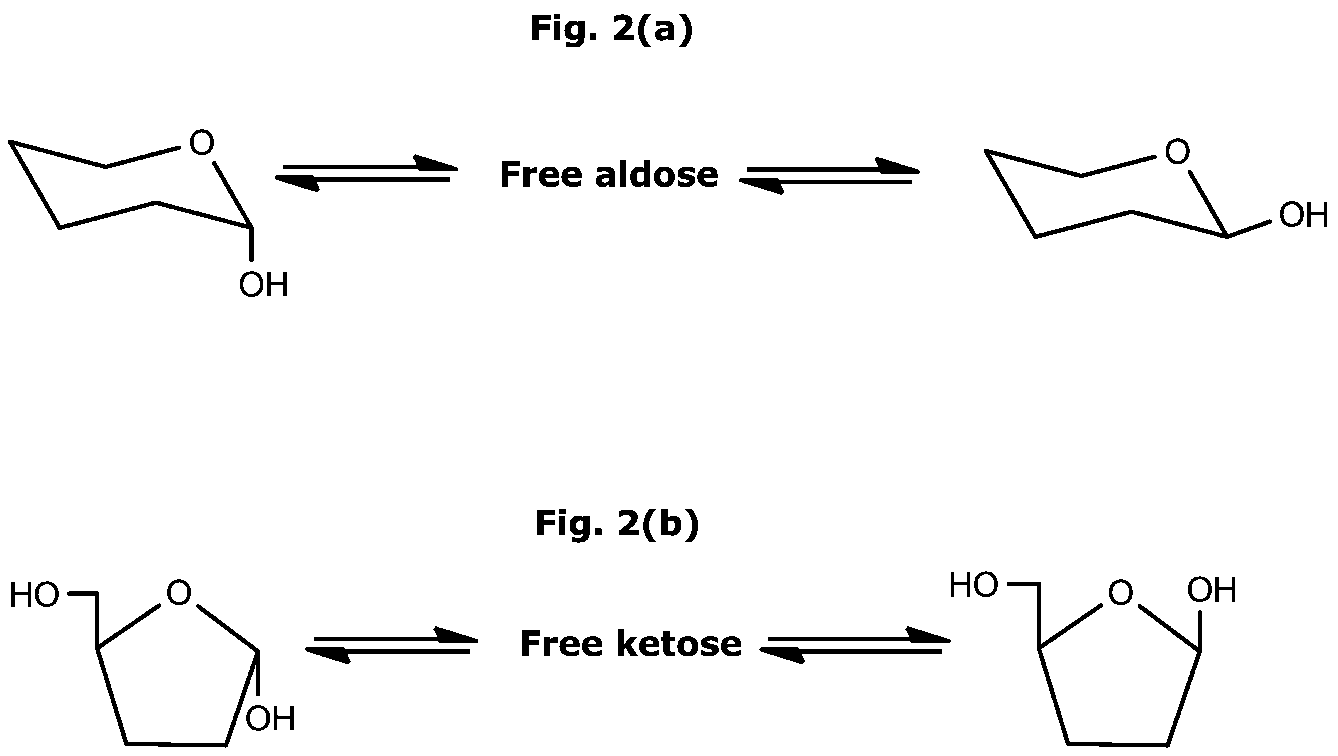 Fig. 2(a)
O
OH
Free aldose
O
OH
Fig. 2(b)
HO
O
OH
Free ketose
HO
O
OH